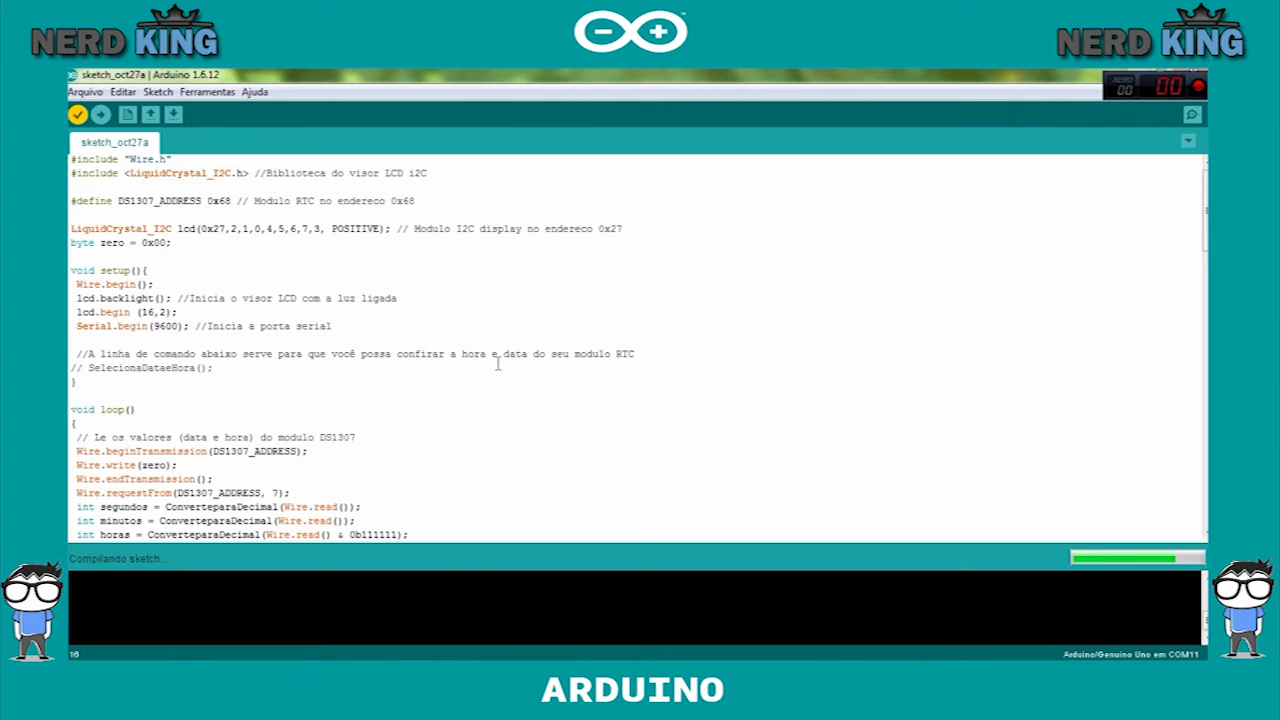 NERD KING
NERD KING
sketch_oct27a | Arduino 1.6.12
Arquivo Editar Sketch Ferramentas Ajuda
00 00
sketch_oct27a
#include "Wire.h"
#include <LiquidCrystal_I2C.h> //Biblioteca do visor LCD i2C
#define DS1307_ADDRESS 0x68 // Modulo RTC no endereco 0x68
LiquidCrystal_I2C lcd(0x27,2,1,0,4,5,6,7,3, POSITIVE); // Modulo I2C display no endereco 0x27
byte zero = 0x00;
void setup(){
Wire.begin();
lcd.backlight(); //Inicia o visor LCD com a luz ligada
lcd.begin (16,2);
Serial.begin(9600); //Inicia a porta serial
//A linha de comando abaixo serve para que você possa confirar a hora e data do seu modulo RTC
// SelecionaDataeHora();
}
void loop()
{
// Le os valores (data e hora) do modulo DS1307
Wire.beginTransmission(DS1307_ADDRESS);
Wire.write(zero);
Wire.endTransmission();
Wire.requestFrom(DS1307_ADDRESS, 7);
int segundos = ConverteparaDecimal(Wire.read());
int minutos = ConverteparaDecimal(Wire.read());
int horas = ConverteparaDecimal(Wire.read() & 0b111111);
Compilando sketch...
16
Arduino/Genuino Uno em COM11
ARDUINO